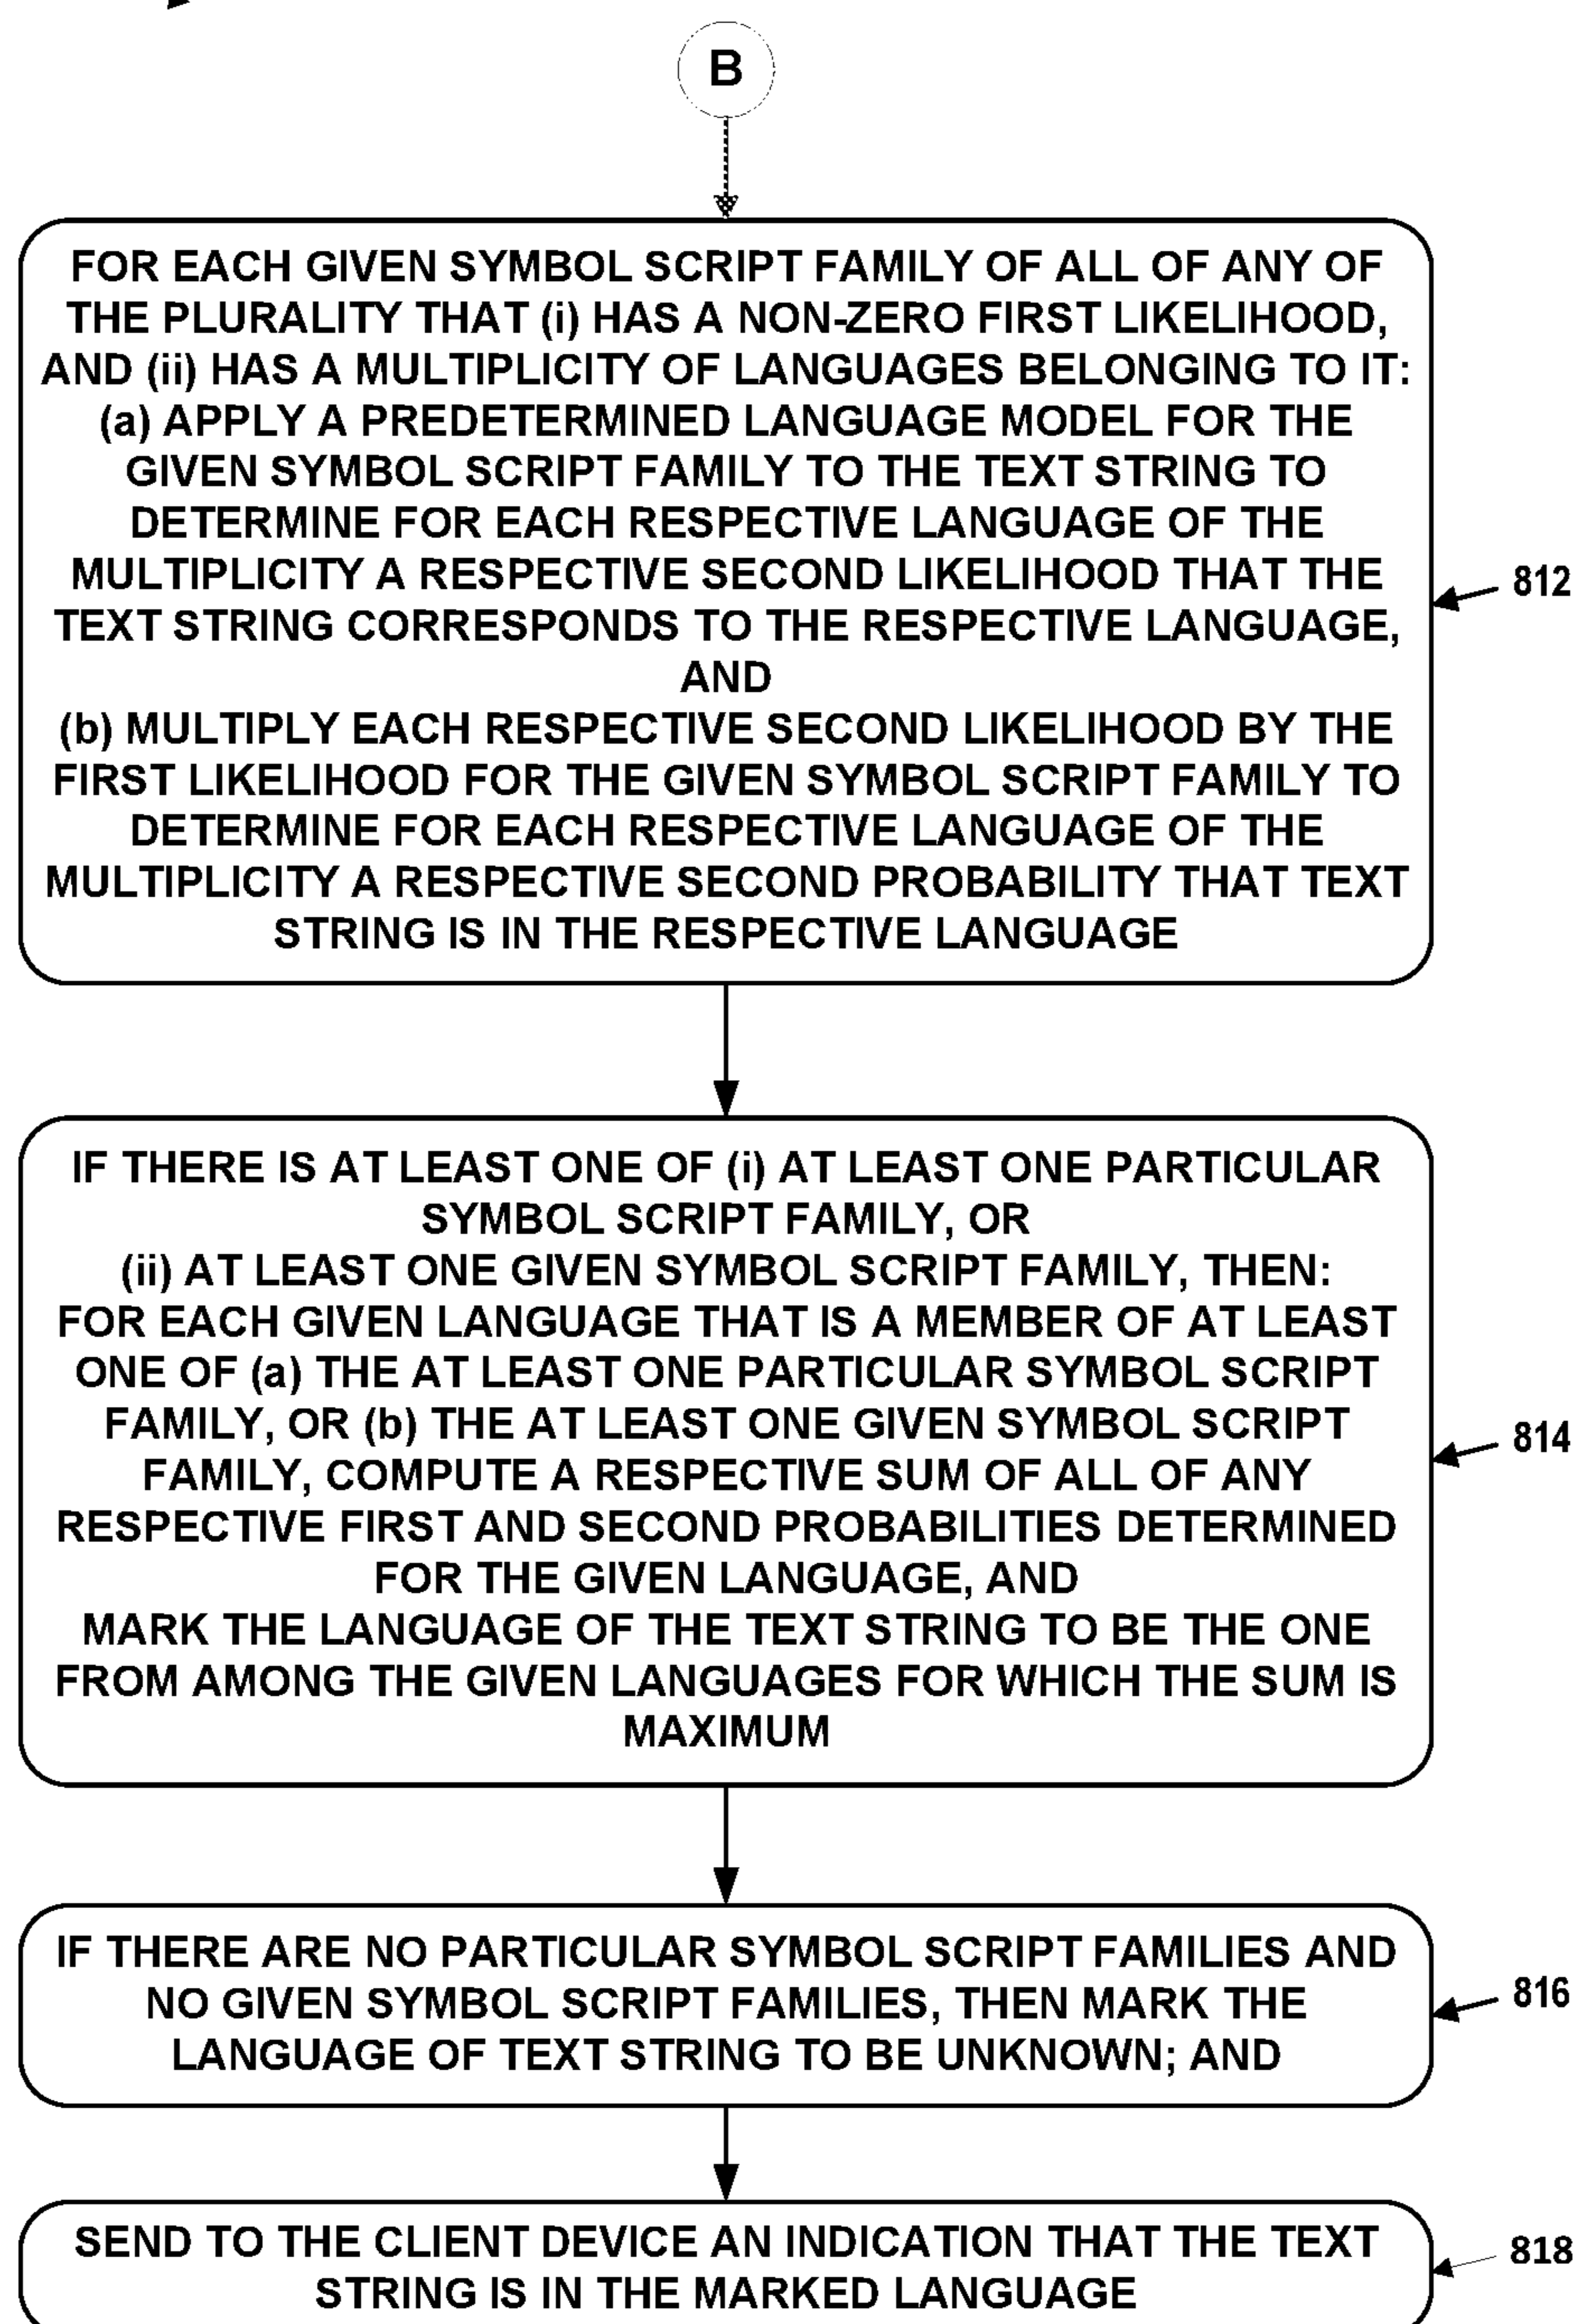 B
FOR EACH GIVEN SYMBOL SCRIPT FAMILY OF ALL OF ANY OF
THE PLURALITY THAT (i) HAS A NON-ZERO FIRST LIKELIHOOD,
AND (ii) HAS A MULTIPLICITY OF LANGUAGES BELONGING TO IT:
(a) APPLY A PREDETERMINED LANGUAGE MODEL FOR THE
GIVEN SYMBOL SCRIPT FAMILY TO THE TEXT STRING TO
DETERMINE FOR EACH RESPECTIVE LANGUAGE OF THE
MULTIPLICITY A RESPECTIVE SECOND LIKELIHOOD THAT THE
TEXT STRING CORRESPONDS TO THE RESPECTIVE LANGUAGE,
AND
(b) MULTIPLY EACH RESPECTIVE SECOND LIKELIHOOD BY THE
FIRST LIKELIHOOD FOR THE GIVEN SYMBOL SCRIPT FAMILY TO
DETERMINE FOR EACH RESPECTIVE LANGUAGE OF THE
MULTIPLICITY A RESPECTIVE SECOND PROBABILITY THAT TEXT
STRING IS IN THE RESPECTIVE LANGUAGE
812
IF THERE IS AT LEAST ONE OF (i) AT LEAST ONE PARTICULAR
SYMBOL SCRIPT FAMILY, OR
(ii) AT LEAST ONE GIVEN SYMBOL SCRIPT FAMILY, THEN:
FOR EACH GIVEN LANGUAGE THAT IS A MEMBER OF AT LEAST
ONE OF (a) THE AT LEAST ONE PARTICULAR SYMBOL SCRIPT
FAMILY, OR (b) THE AT LEAST ONE GIVEN SYMBOL SCRIPT
FAMILY, COMPUTE A RESPECTIVE SUM OF ALL OF ANY
RESPECTIVE FIRST AND SECOND PROBABILITIES DETERMINED
FOR THE GIVEN LANGUAGE, AND
MARK THE LANGUAGE OF THE TEXT STRING TO BE THE ONE
FROM AMONG THE GIVEN LANGUAGES FOR WHICH THE SUM IS
MAXIMUM
814
IF THERE ARE NO PARTICULAR SYMBOL SCRIPT FAMILIES AND
NO GIVEN SYMBOL SCRIPT FAMILIES, THEN MARK THE
LANGUAGE OF TEXT STRING TO BE UNKNOWN; AND
816
SEND TO THE CLIENT DEVICE AN INDICATION THAT THE TEXT
STRING IS IN THE MARKED LANGUAGE
818